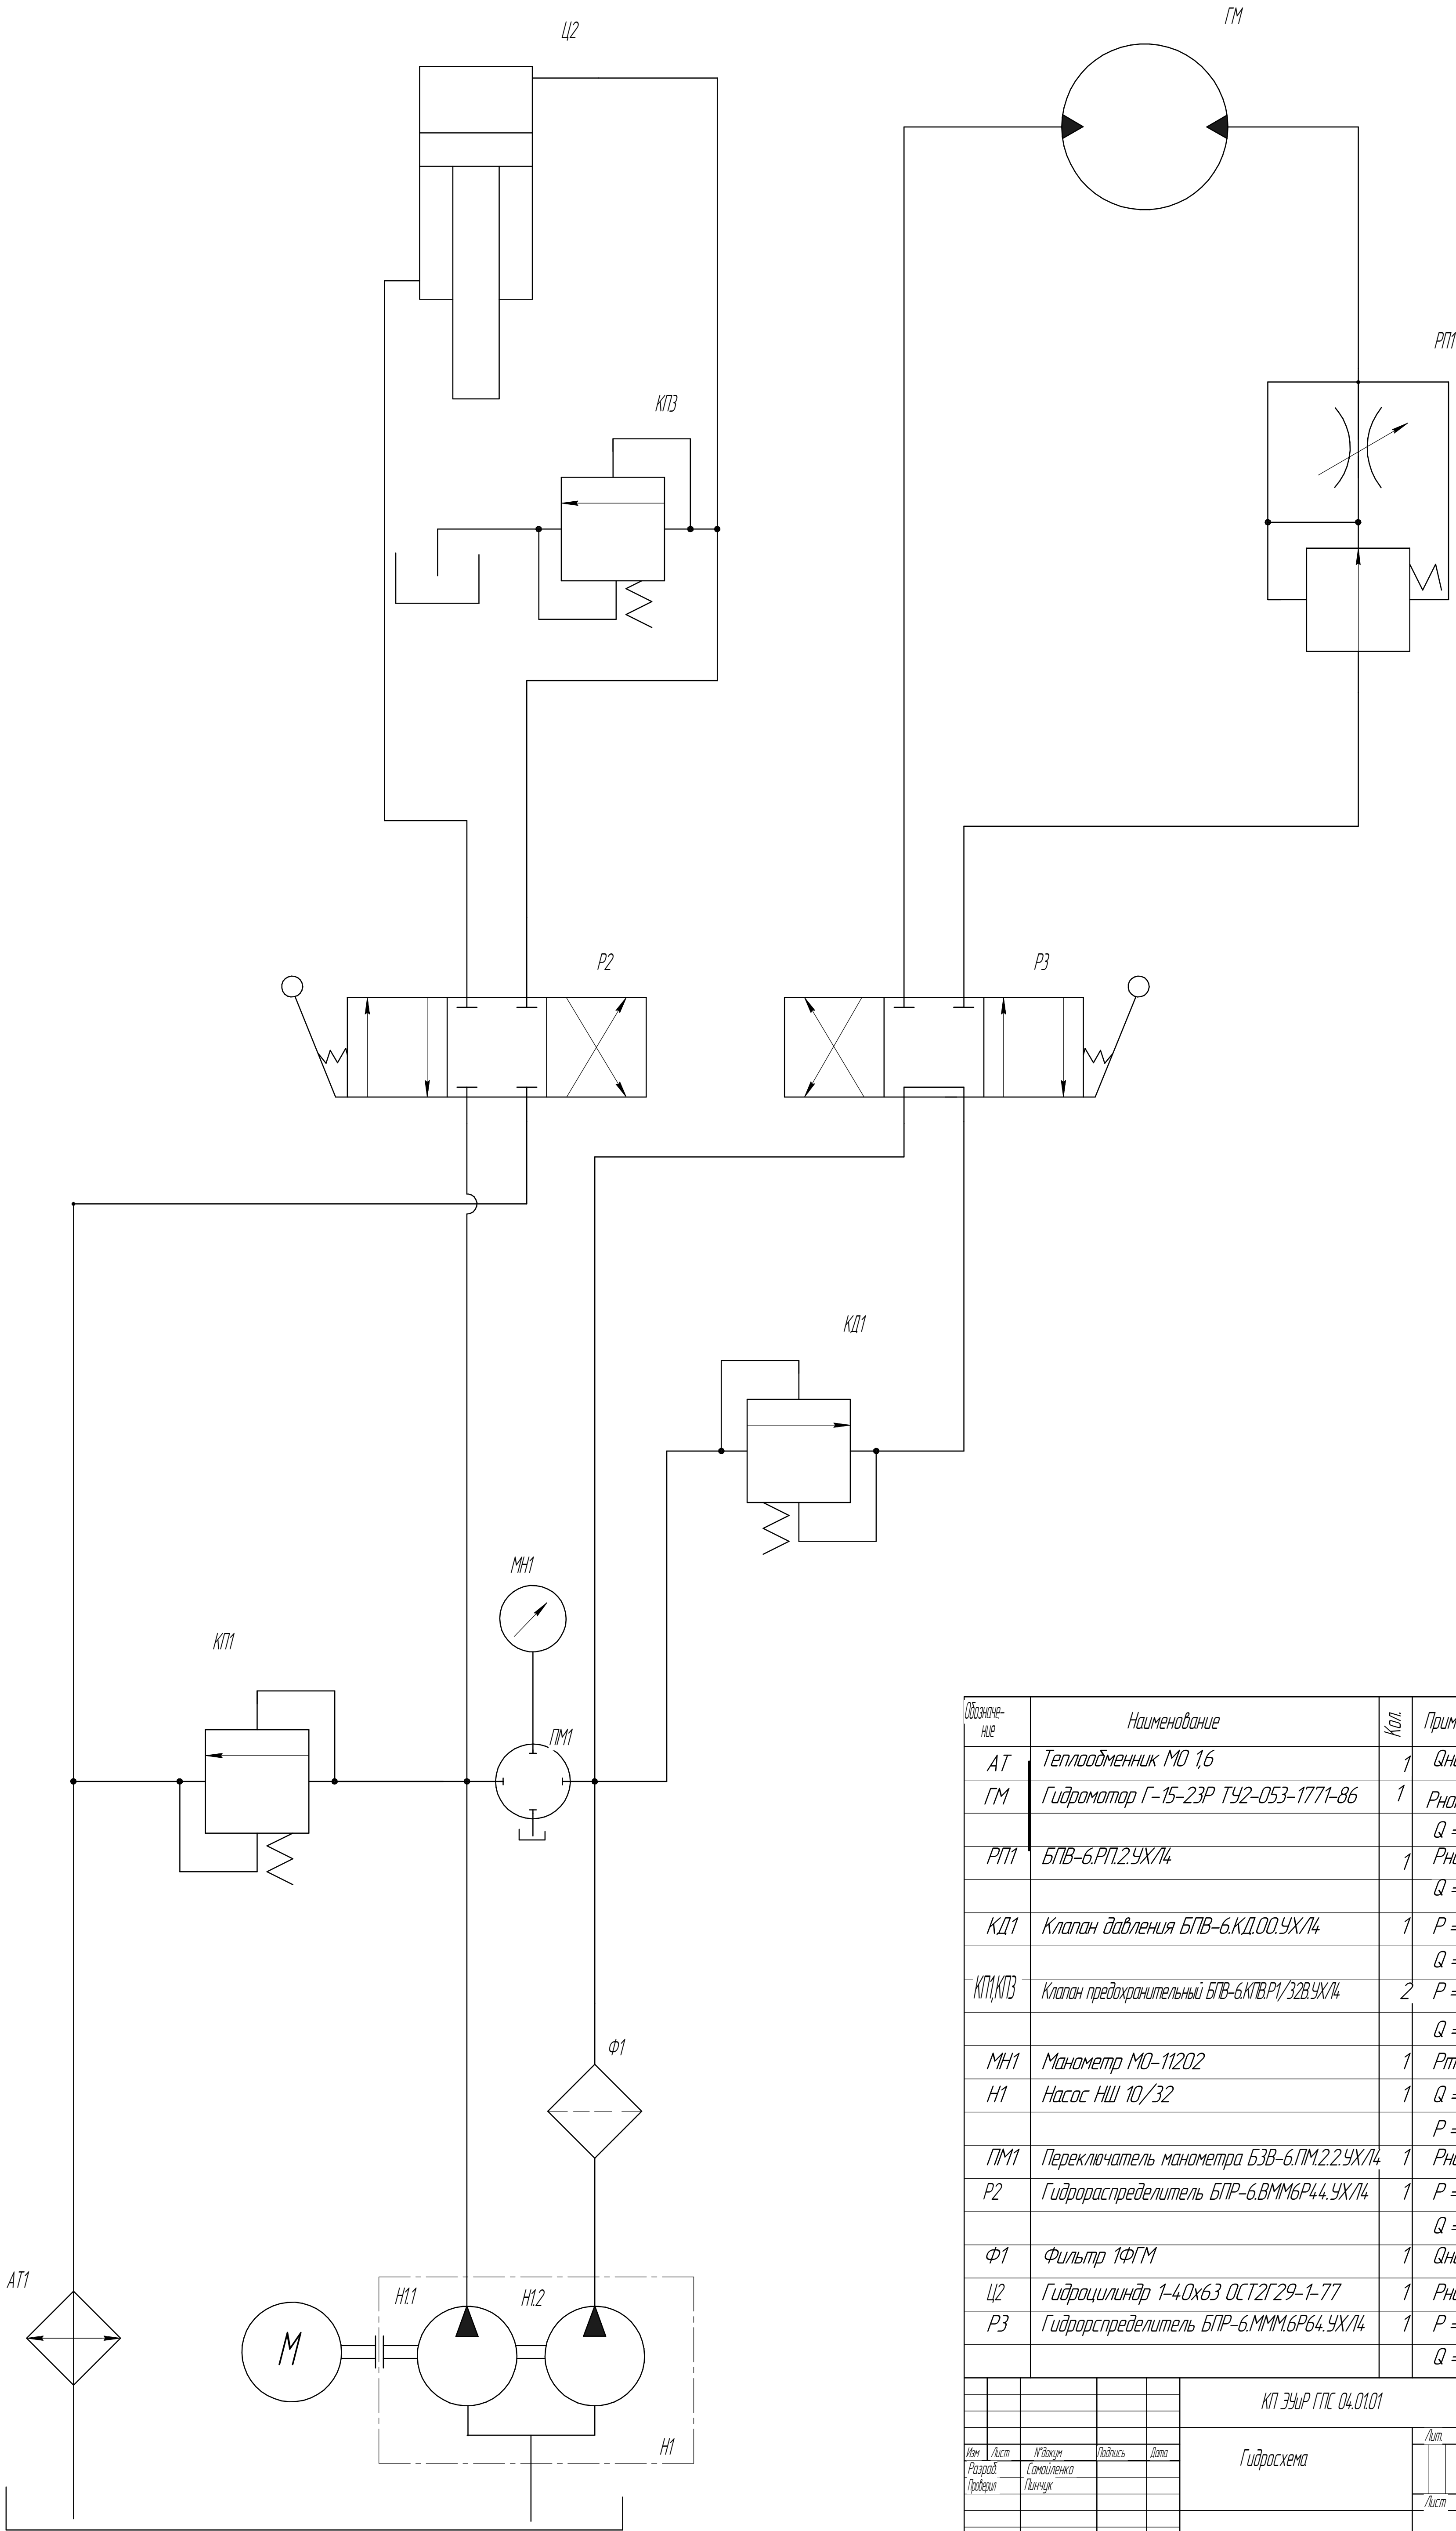 Ц2
ГМ
РП1
КП3
Р2
Р3
КД1
МН1
КП1
ПМ1
Ф1
АТ1
Н1.1
Н1.2
М
Н1
Обозначе-
ние
Наименование
Кол.
АТ Теплообменник МО 1,6 1
ГМ Гидромотор Г-15-23Р ТУ2-053-1771-86 1
Q =
РП1 БПВ-6.РП.2.УХЛ4 1
Q =
КД1 Клапан давления БПВ-6.КД.00.УХЛ4 1 Р =
Q =
КП1,КП3 Клапан предохранительный БПВ-6.КПВ.Р1/32В.УХЛ4 2 Р =
Q =
МН1 Манометр МО-11202 1
Н1 Насос НШ 10/32 1 Q =
Р =
ПМ1 Переключатель манометра БЗВ-6.ПМ.2.2.УХЛ4 1
Р2 Гидрораспределитель БПР-6.ВММ6Р44.УХЛ4 1 Р =
Q =
Ф1 Фильтр 1ФГМ 1
Ц2 Гидроцилиндр 1-40х63 ОСТ2Г29-1-77 1
Р3 Гидрорспределитель БПР-6.МММ.6Р64.УХЛ4 1 Р =
Q =
КП ЭУиР ГПС 04.01.01
Лит.
Изм Лист N°докум Подпись Дата
Гидросхема
Разраб. Самойленко
Проверил Пинчук
Лист